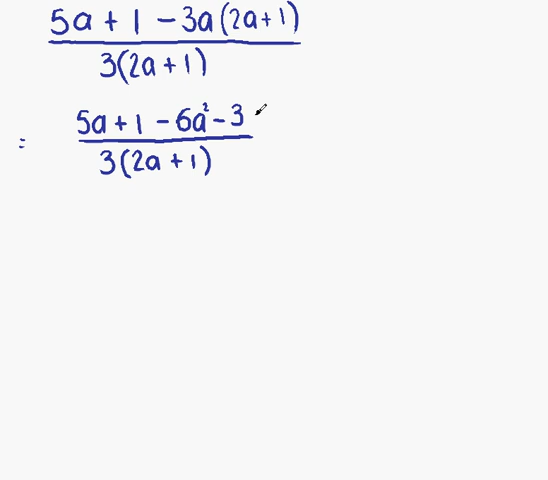 5a + 1 - 3a(2a+1)
3(2a+1)
5a + 1 - 6a² - 3
= 3(2a+1)